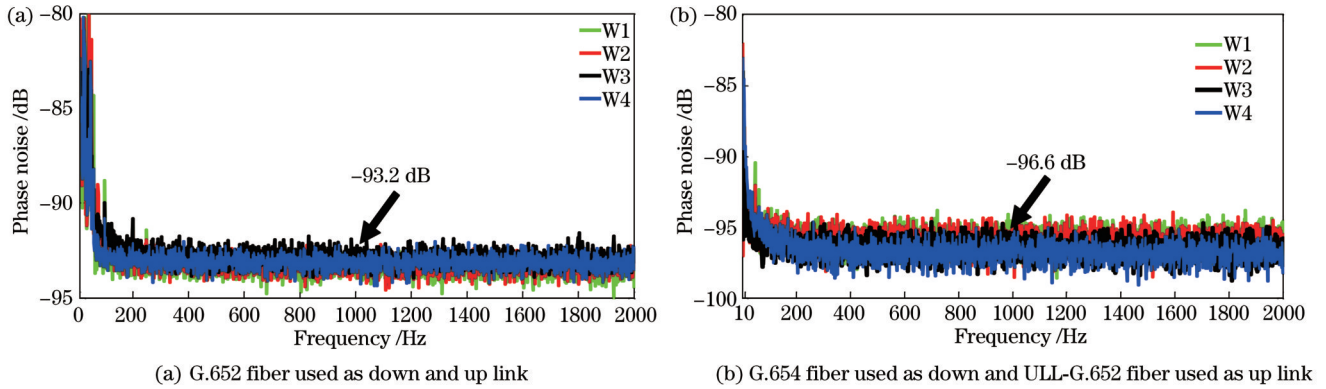 (a)
−80
−85
−90
−95
Phase noise /dB
W1
W2
W3
W4
−93.2 dB
0 200 400 600 800 1000 1200 1400 1600 1800 2000
Frequency /Hz
(a) G.652 fiber used as down and up link
(b)
−80
−85
−90
−95
−100
Phase noise /dB
W1
W2
W3
W4
−96.6 dB
10 200 400 600 800 1000 1200 1400 1600 1800 2000
Frequency /Hz
(b) G.654 fiber used as down and ULL-G.652 fiber used as up link